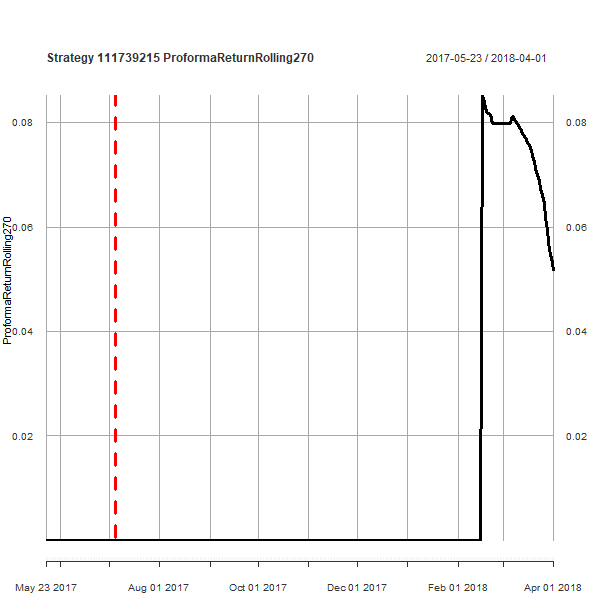 Strategy 111739215 ProformaReturnRolling270 2017-05-23 / 2018-04-01
0.08 0.08
0.06 0.06
ProformaReturnRolling270
0.04 0.04
0.02 0.02
May 23 2017 Aug 01 2017 Oct 01 2017 Dec 01 2017 Feb 01 2018 Apr 01 2018